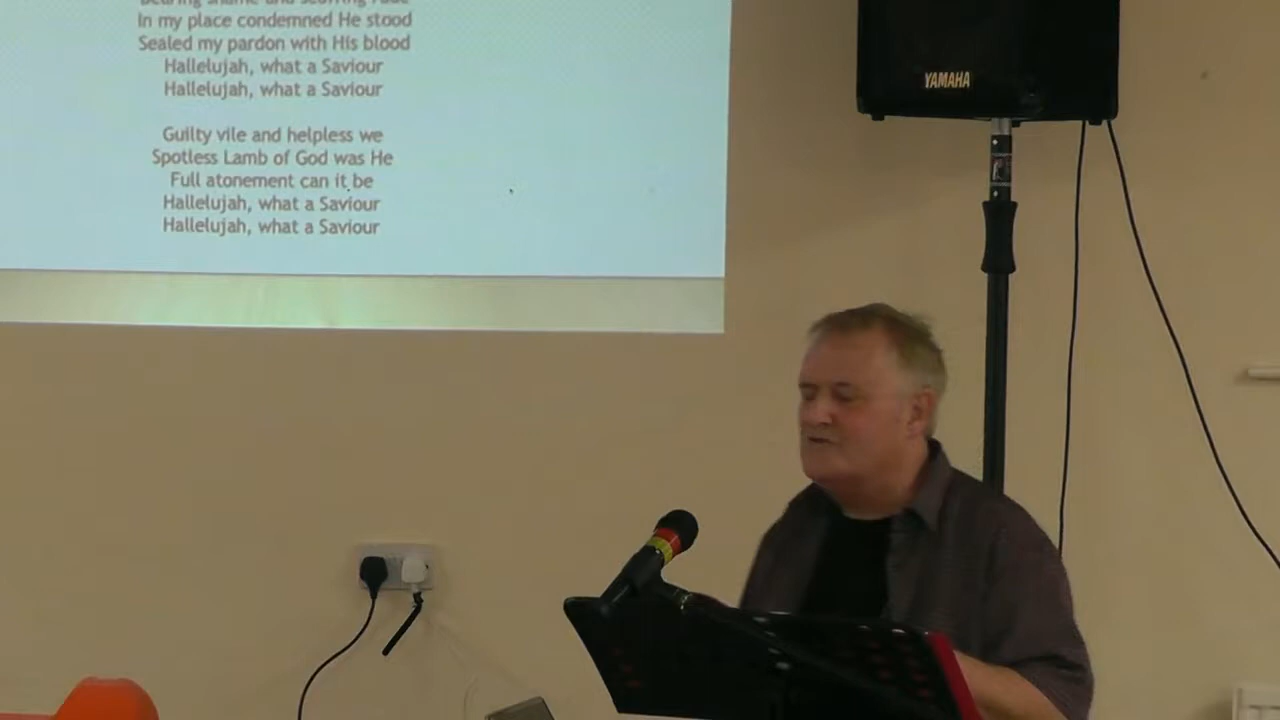 In my place condemned He stood
Sealed my pardon with His blood
Hallelujah, what a Saviour
Hallelujah, what a Saviour
Guilty vile and helpless we
Spotless Lamb of God was He
Full atonement can it be
Hallelujah, what a Saviour
Hallelujah, what a Saviour
YAMAHA